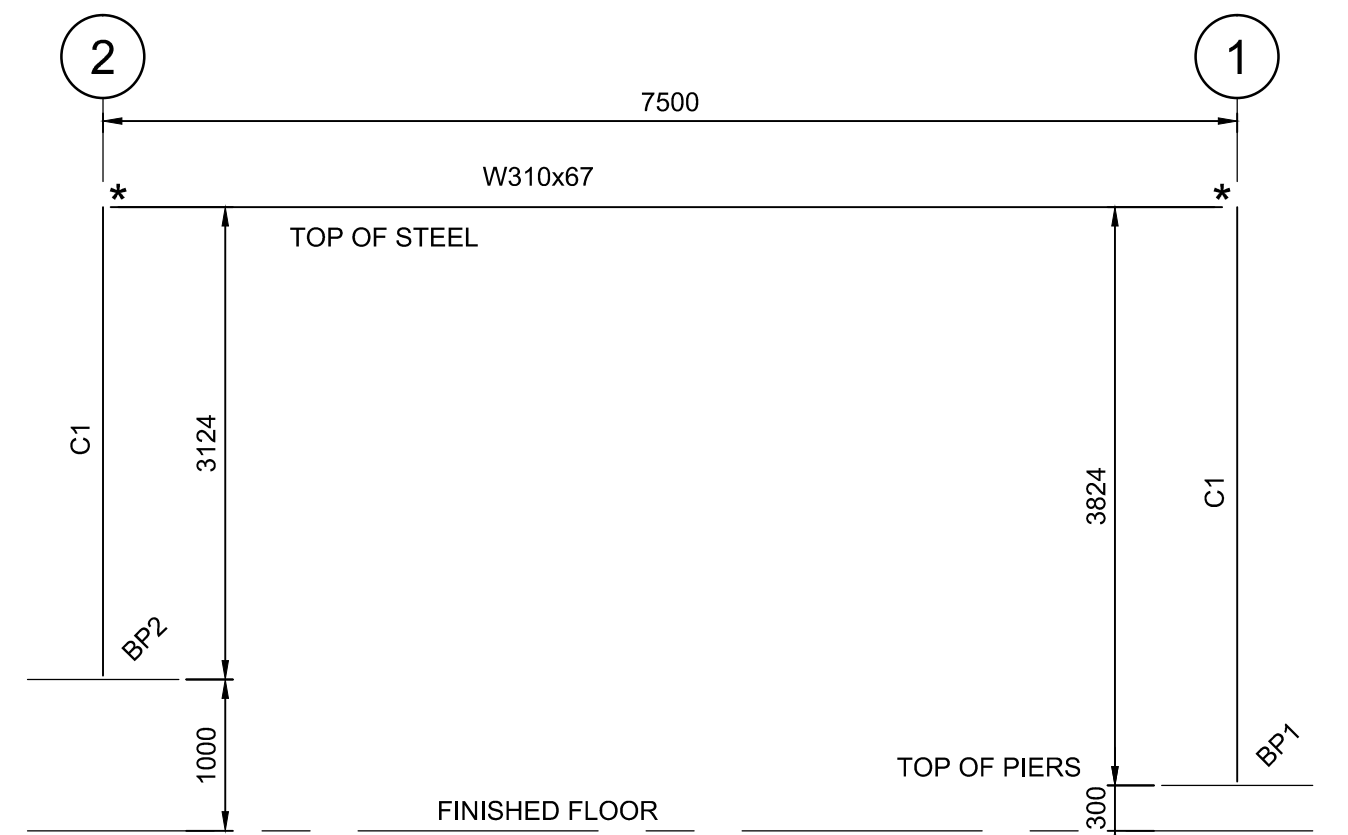 2
1
7500
W310x67
*
*
TOP OF STEEL
C1
3124
3824
C1
BP2
BP1
1000
TOP OF PIERS
300
FINISHED FLOOR